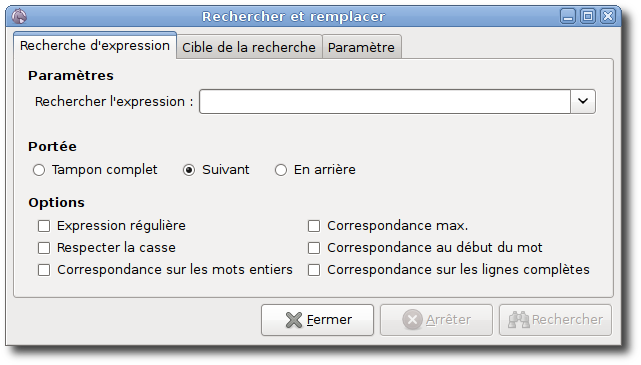 Rechercher et remplacer
Recherche d'expression Cible de la recherche Paramètre
Paramètres
Rechercher l'expression :
Portée
Tampon complet Suivant En arrière
Options
Expression régulière Correspondance max.
Respecter la casse Correspondance au début du mot
Correspondance sur les mots entiers Correspondance sur les lignes complètes
Fermer Arrêter Rechercher